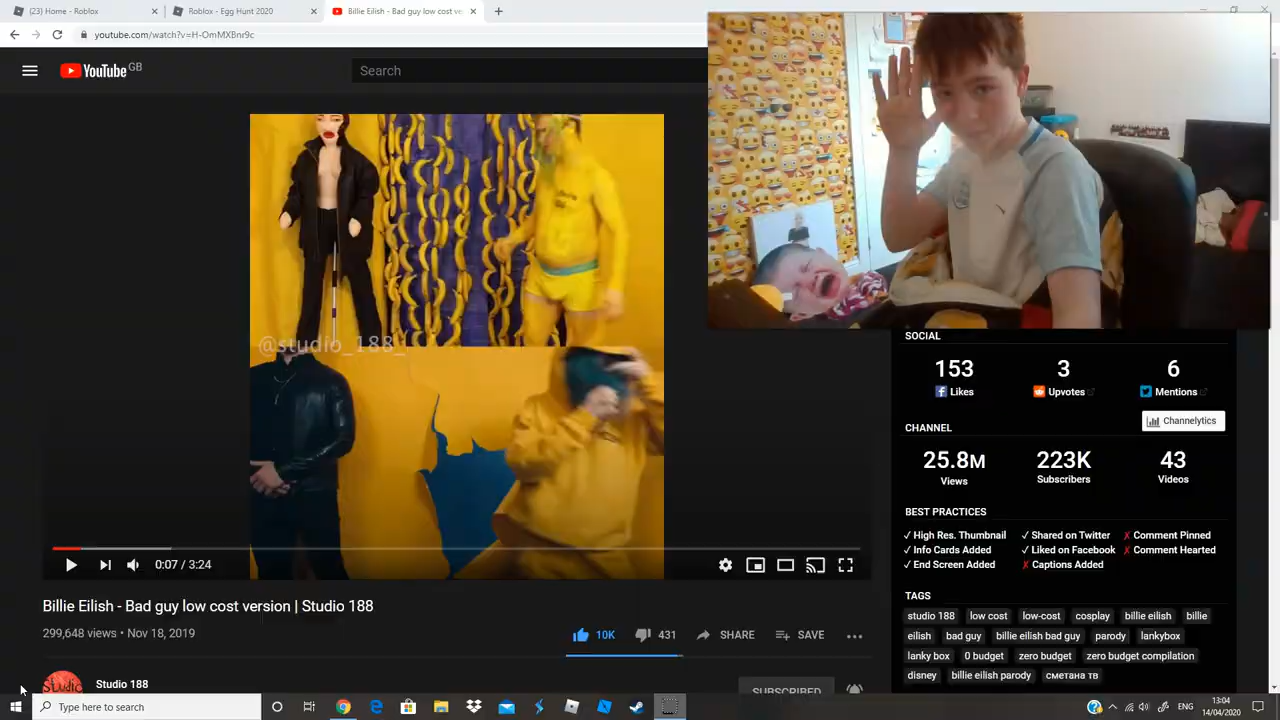 (23) Home - Roblox
Roblox - Egg Hunt 2020
Billie Eilish - Bad guy low cost ve
youtube.com/watch?v=H-OmMXBnr9c
YouTube GB
Search
@studio_188_
0:07 / 3:24
Billie Eilish - Bad guy low cost version | Studio 188
299,648 views • Nov 18, 2019
10K
431
SHARE
SAVE
Studio 188
SUBSCRIBED
SOCIAL
153 3 6
Likes Upvotes Mentions
CHANNEL
Channelytics
25.8M 223K 43
Views Subscribers Videos
BEST PRACTICES
✓ High Res. Thumbnail ✓ Shared on Twitter ✗ Comment Pinned
✓ Info Cards Added ✓ Liked on Facebook ✗ Comment Hearted
✓ End Screen Added ✗ Captions Added
TAGS
studio 188 low cost low-cost cosplay billie eilish billie
eilish bad guy billie eilish bad guy parody lankybox
lanky box 0 budget zero budget zero budget compilation
disney billie eilish parody сметана тв
Type here to search
ENG
13:04
14/04/2020